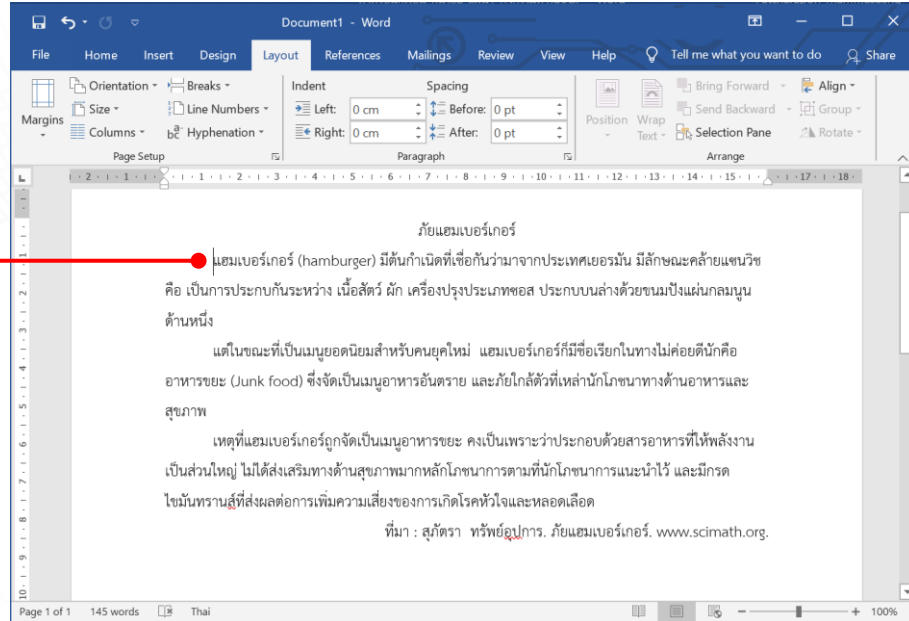 Document1 - Word
File Home Insert Design Layout References Mailings Review View Help Tell me what you want to do Share
Orientation Breaks Indent Spacing Bring Forward Align
Size Line Numbers Left: 0 cm Before: 0 pt Send Backward Group
Margins Position Wrap Text
Columns Hyphenation Right: 0 cm After: 0 pt Selection Pane Rotate
Page Setup Paragraph Arrange
2 1 1 2 3 4 5 6 7 8 9 10 11 12 13 14 15 17 18
ภัยแฮมเบอร์เกอร์
แฮมเบอร์เกอร์ (hamburger) มีต้นกำเนิดที่เชื่อกันว่ามาจากประเทศเยอรมัน มีลักษณะคล้ายแซนวิช
คือ เป็นการประกบกันระหว่าง เนื้อสัตว์ ผัก เครื่องปรุงประเภทซอส ประกบบนล่างด้วยขนมปังแผ่นกลมนูน
ด้านหนึ่ง
แต่ในขณะที่เป็นเมนูยอดนิยมสำหรับคนยุคใหม่ แฮมเบอร์เกอร์ก็มีชื่อเรียกในทางไม่ค่อยดีนักคือ
อาหารขยะ (Junk food) ซึ่งจัดเป็นเมนูอาหารอันตราย และภัยใกล้ตัวที่เหล่านักโภชนาทางด้านอาหารและ
สุขภาพ
เหตุที่แฮมเบอร์เกอร์ถูกจัดเป็นเมนูอาหารขยะ คงเป็นเพราะว่าประกอบด้วยสารอาหารที่ให้พลังงาน
เป็นส่วนใหญ่ ไม่ได้ส่งเสริมทางด้านสุขภาพมากหลักโภชนาการตามที่นักโภชนาการแนะนำไว้ และมีกรด
ไขมันทรานส์ที่ส่งผลต่อการเพิ่มความเสี่ยงของการเกิดโรคหัวใจและหลอดเลือด
ที่มา : สุภัตรา ทรัพย์อุปการ. ภัยแฮมเบอร์เกอร์. www.scimath.org.
Page 1 of 1 145 words Thai 100%